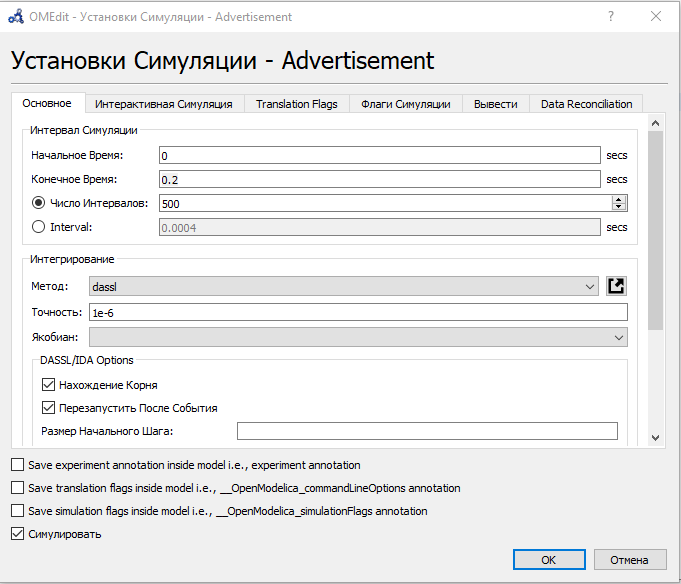 OMEdit - Установки Симуляции - Advertisement
Установки Симуляции - Advertisement
Основное Интерактивная Симуляция Translation Flags Флаги Симуляции Вывести Data Reconciliation
Интервал Симуляции
Начальное Время: 0 secs
Конечное Время: 0.2 secs
Число Интервалов: 500
Interval: 0.0004 secs
Интегрирование
Метод: dassl
Точность: 1e-6
Якобиан:
DASSL/IDA Options
Нахождение Корня
Перезапустить После События
Размер Начального Шага:
Save experiment annotation inside model i.e., experiment annotation
Save translation flags inside model i.e., __OpenModelica_commandLineOptions annotation
Save simulation flags inside model i.e., __OpenModelica_simulationFlags annotation
Симулировать
OK Отмена